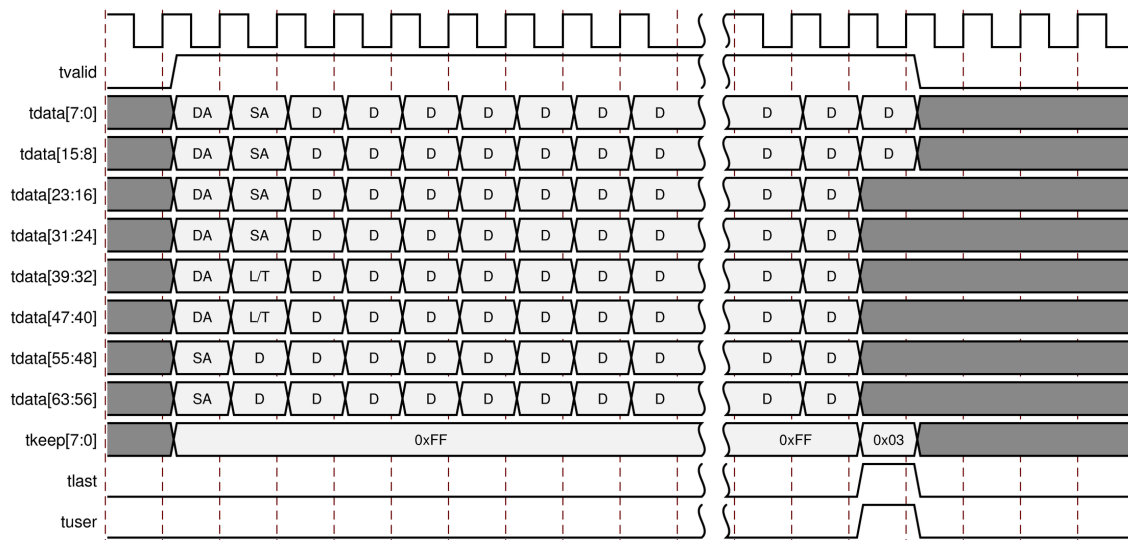 tvalid
tdata[7:0] DA SA D D D D D D D D D D
tdata[15:8] DA SA D D D D D D D D D D
tdata[23:16] DA SA D D D D D D D D D
tdata[31:24] DA SA D D D D D D D D D
tdata[39:32] DA L/T D D D D D D D D D
tdata[47:40] DA L/T D D D D D D D D D
tdata[55:48] SA D D D D D D D D D D
tdata[63:56] SA D D D D D D D D D D
tkeep[7:0] 0xFF 0xFF 0x03
tlast
tuser